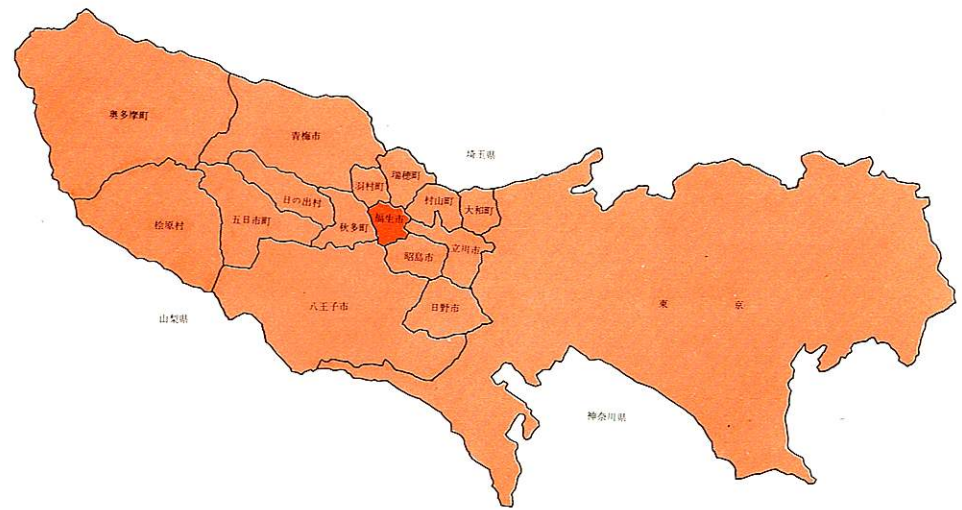 奥多摩町
青梅市
埼玉県
瑞穂町
羽村町
日の出村
村山町
大和町
桧原村
五日市町
秋多町
福生市
立川市
昭島市
八王子市
日野市
東京
山梨県
神奈川県